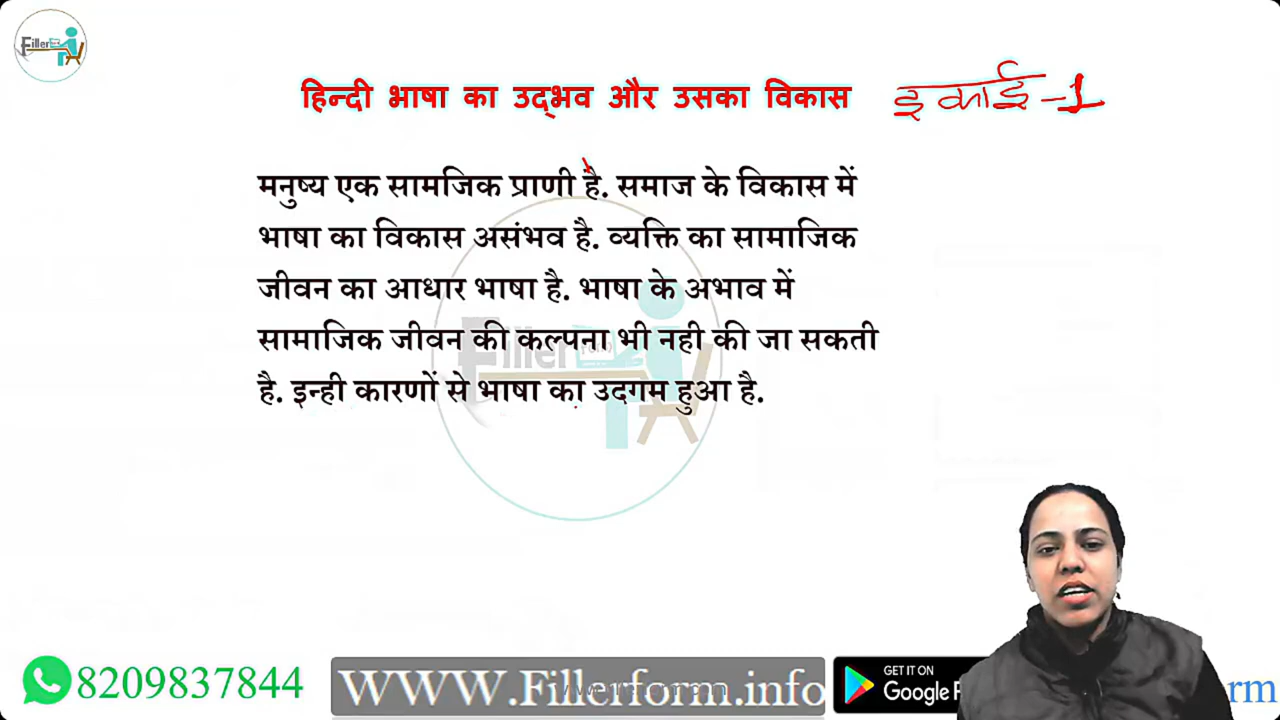 Filler
हिन्दी भाषा का उद्भव और उसका विकास इकाई-1
मनुष्य एक सामजिक प्राणी है. समाज के विकास में
भाषा का विकास असंभव है. व्यक्ति का सामाजिक
जीवन का आधार भाषा है. भाषा के अभाव में
सामाजिक जीवन की कल्पना भी नही की जा सकती
है. इन्ही कारणों से भाषा का उदगम हुआ है.
Filler
8209837844
WWW.Fillerform.info
GET IT ON
Google P
rm